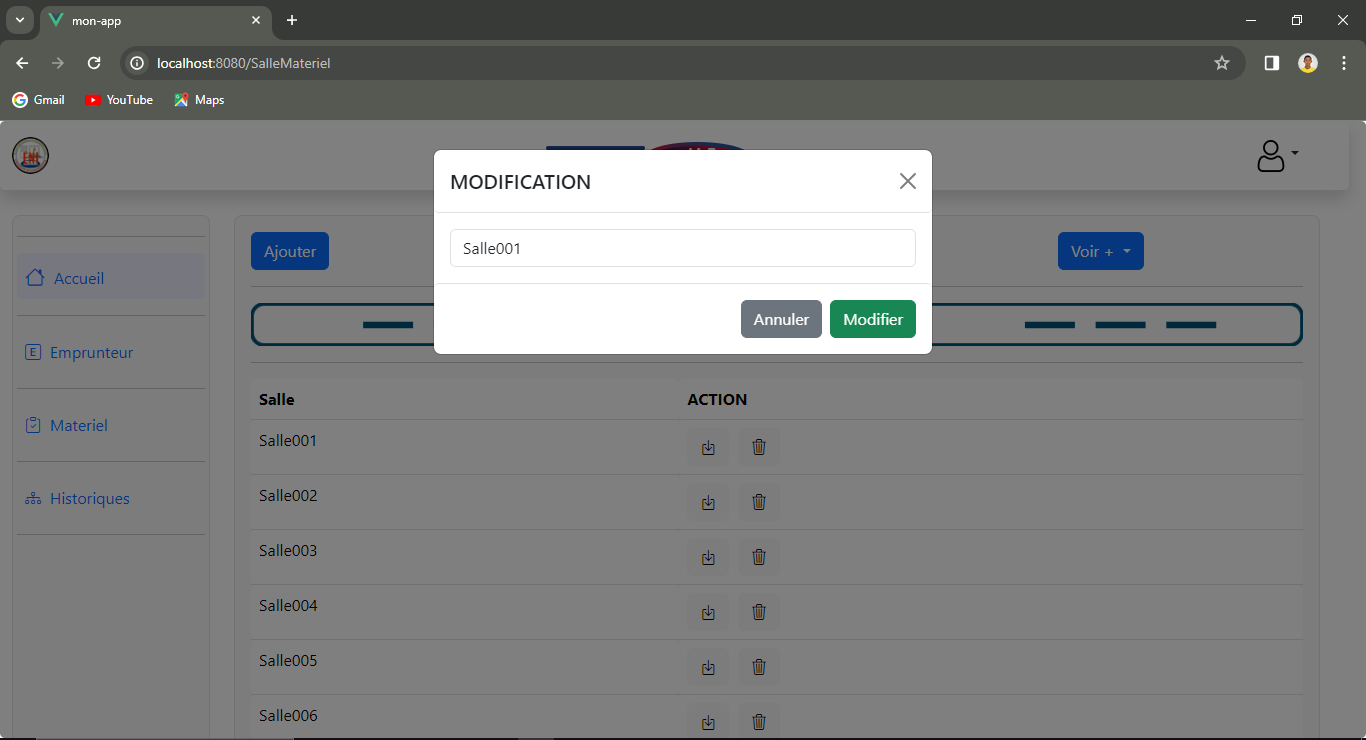 mon-app
localhost:8080/SalleMateriel
Gmail YouTube Maps
MODIFICATION
Salle001
Annuler Modifier
Ajouter Voir +
Accueil
Emprunteur
Materiel
Historiques
Salle ACTION
Salle001
Salle002
Salle003
Salle004
Salle005
Salle006